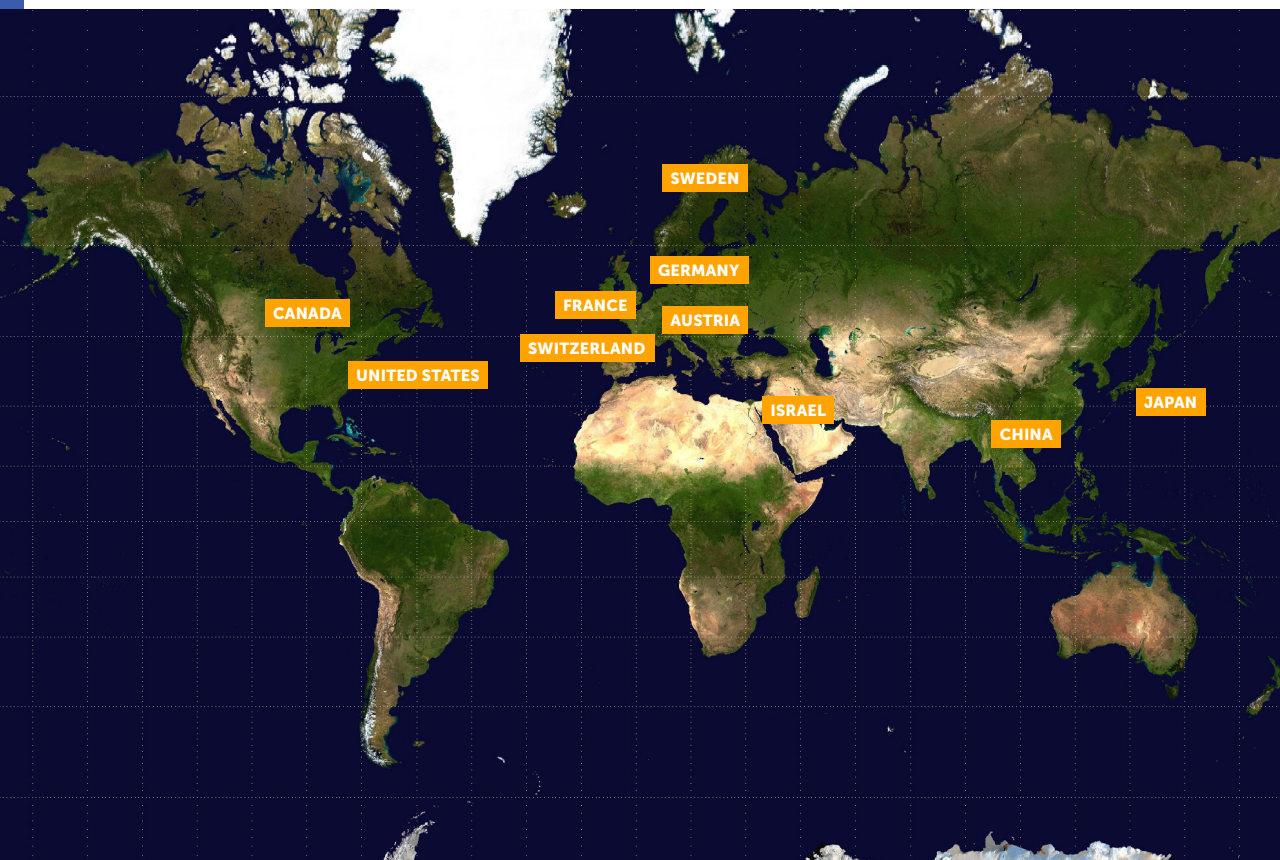 SWEDEN
GERMANY
FRANCE
CANADA
AUSTRIA
SWITZERLAND
UNITED STATES
ISRAEL
JAPAN
CHINA